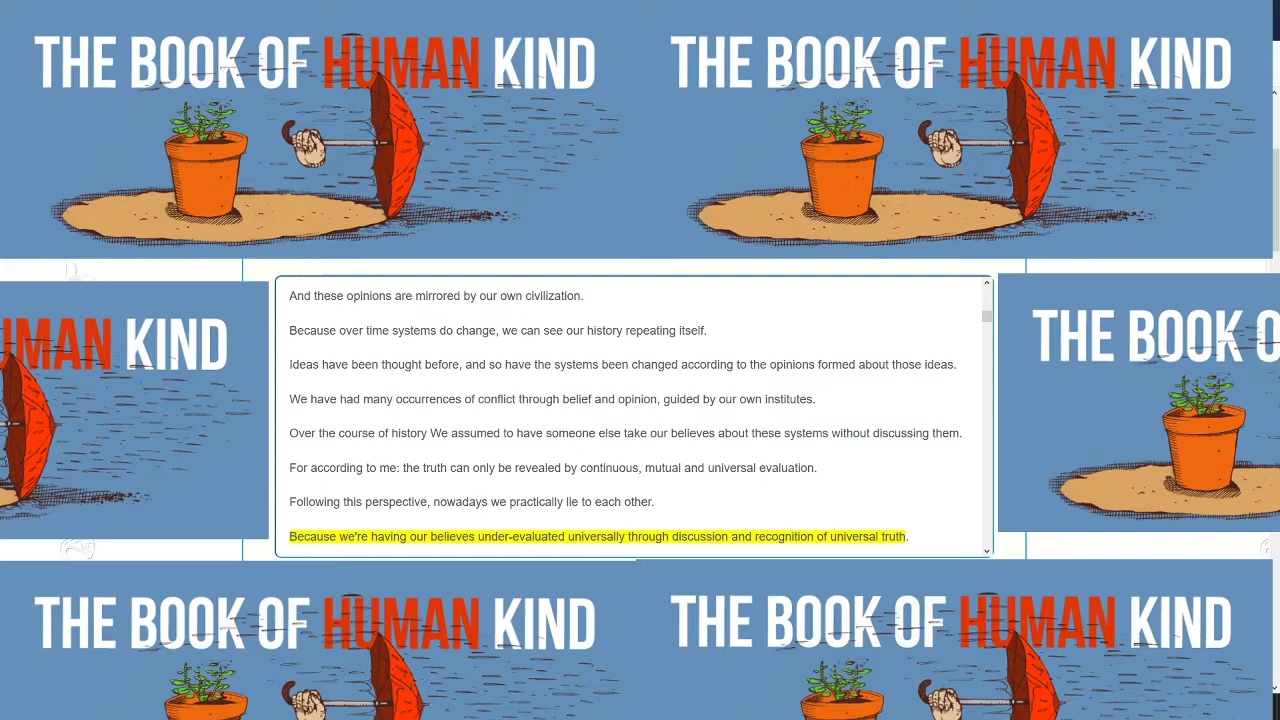 THE BOOK OF HUMAN KIND
THE BOOK OF HUMAN KIND
And these opinions are mirrored by our own civilization.
Because over time systems do change, we can see our history repeating itself.
Ideas have been thought before, and so have the systems been changed according to the opinions formed about those ideas.
We have had many occurrences of conflict through belief and opinion, guided by our own institutes.
Over the course of history We assumed to have someone else take our believes about these systems without discussing them.
For according to me: the truth can only be revealed by continuous, mutual and universal evaluation.
Following this perspective, nowadays we practically lie to each other.
Because we're having our believes under-evaluated universally through discussion and recognition of universal truth.
UMAN KIND
THE BOOK O
THE BOOK OF HUMAN KIND
THE BOOK OF HUMAN KIND